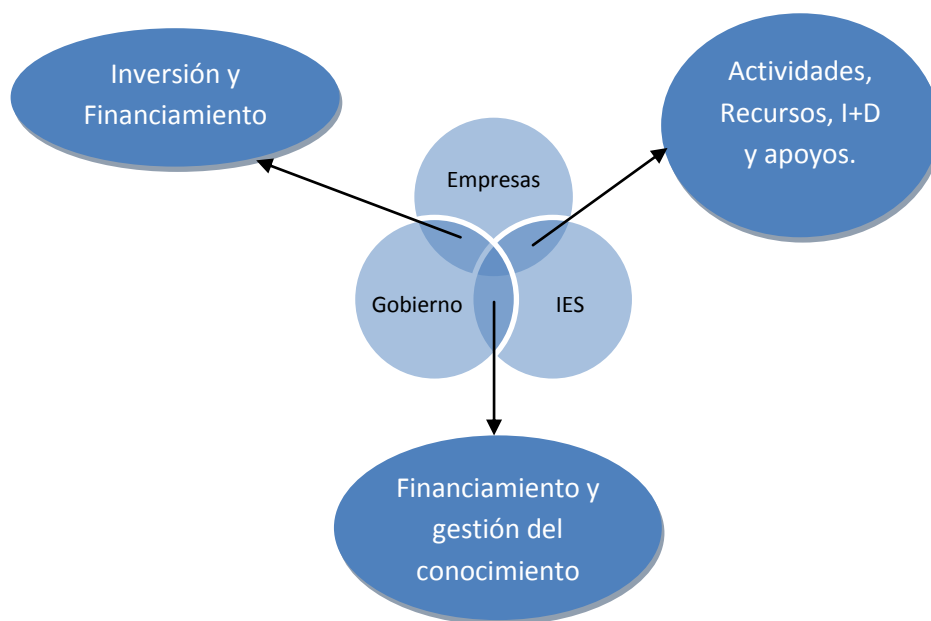 Inversión y
Financiamiento
Actividades,
Recursos, I+D
y apoyos.
Empresas
Gobierno
IES
Financiamiento y
gestión del
conocimiento